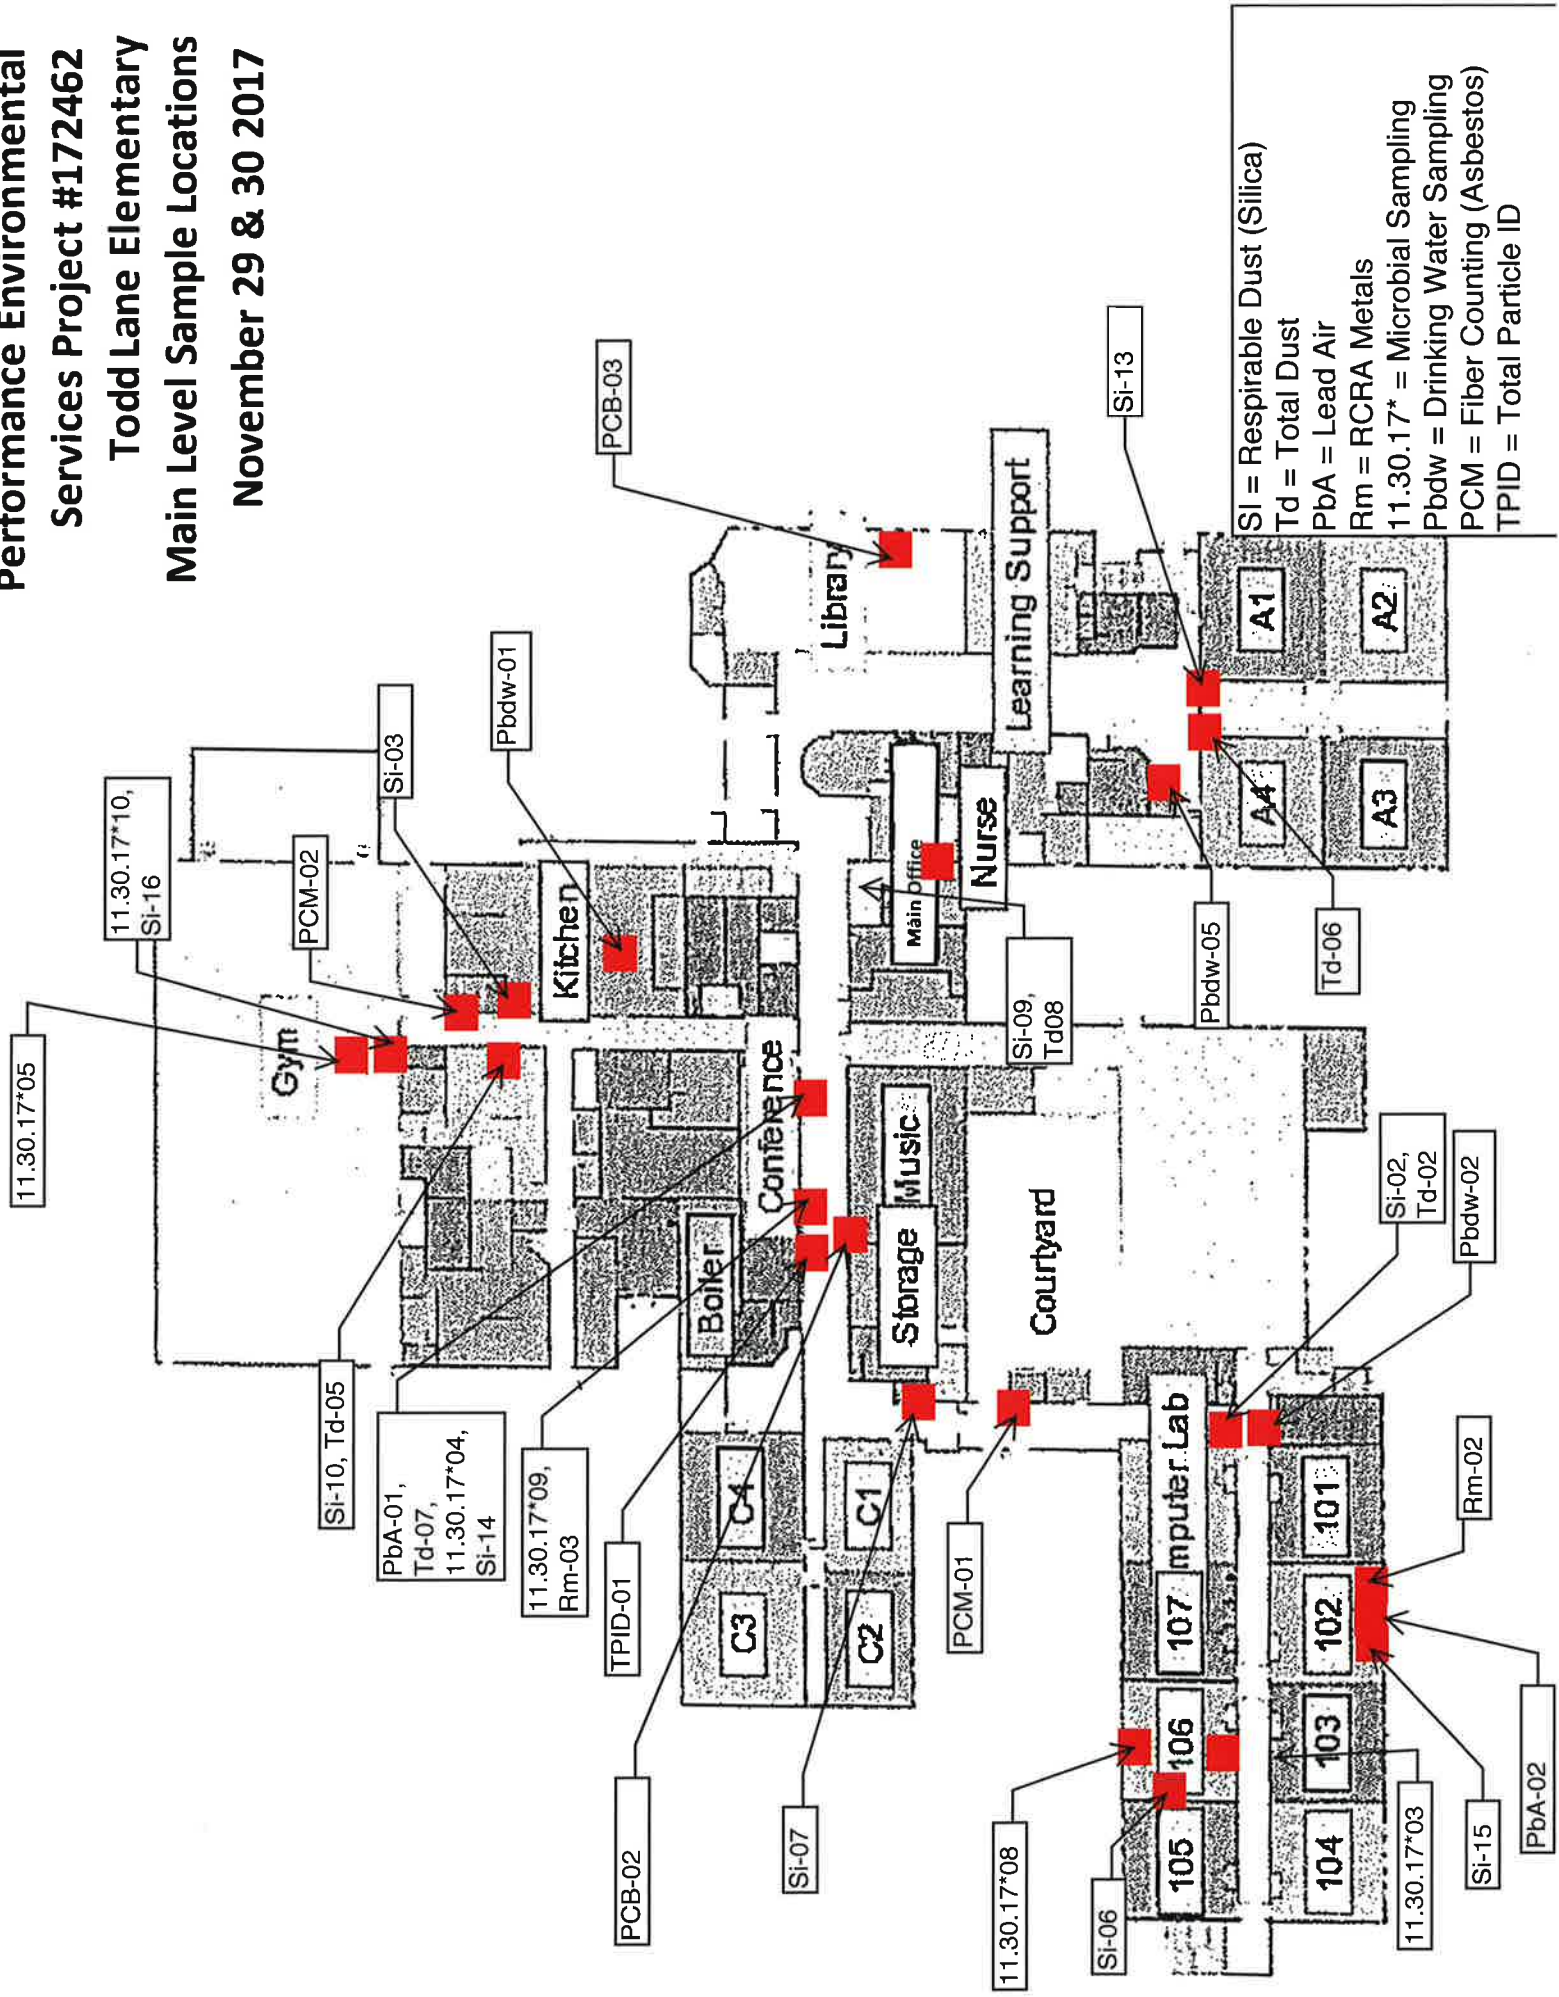 Performance Environmental
Services Project #172462
Todd Lane Elementary
Main Level Sample Locations
November 29 & 30 2017
11.30.17*05
11.30.17*10,
Si-16
PCM-02
Si-03
Pbdw-01
PCB-03
Si-13
Gym
Kitchen
Library
Learning Support
Conference
Main Office
Nurse
Boiler
Music
Storage
Courtyard
A1
A2
A4
A3
Si-10, Td-05
PbA-01,
Td-07,
11.30.17*04,
Si-14
11.30.17*09,
Rm-03
TPID-01
PCB-02
Si-07
PCM-01
Si-09,
Td08
Pbdw-05
Td-06
Si-02,
Td-02
Pbdw-02
Rm-02
PbA-02
Si-15
11.30.17*03
11.30.17*08
Si-06
C4
C3
C1
C2
mputer Lab
107
106
105
101
102
103
104
SI = Respirable Dust (Silica)
Td = Total Dust
PbA = Lead Air
Rm = RCRA Metals
11.30.17* = Microbial Sampling
Pbdw = Drinking Water Sampling
PCM = Fiber Counting (Asbestos)
TPID = Total Particle ID